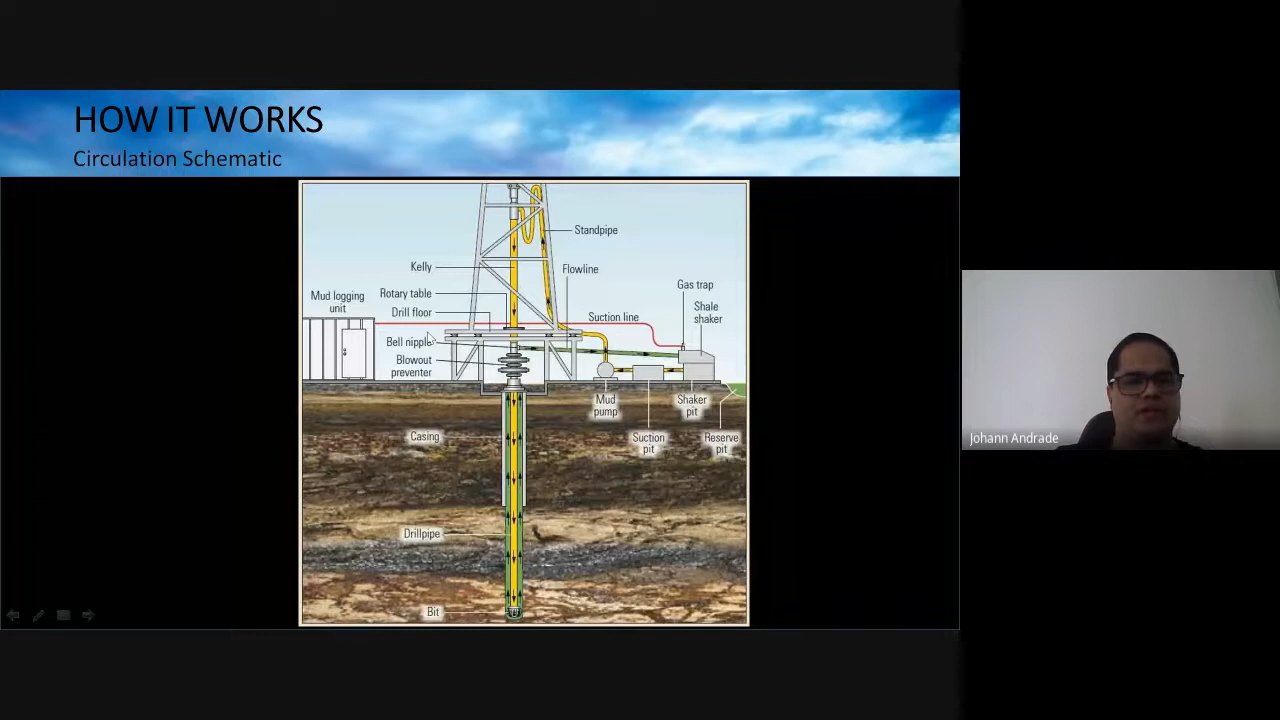 HOW IT WORKS
Circulation Schematic
Standpipe
Kelly
Flowline
Gas trap
Mud logging
unit
Rotary table
Drill floor
Suction line
Shale
shaker
Bell nipple
Blowout
preventer
Mud
pump
Shaker
pit
Casing
Suction
pit
Reserve
pit
Drillpipe
Bit
Johann Andrade